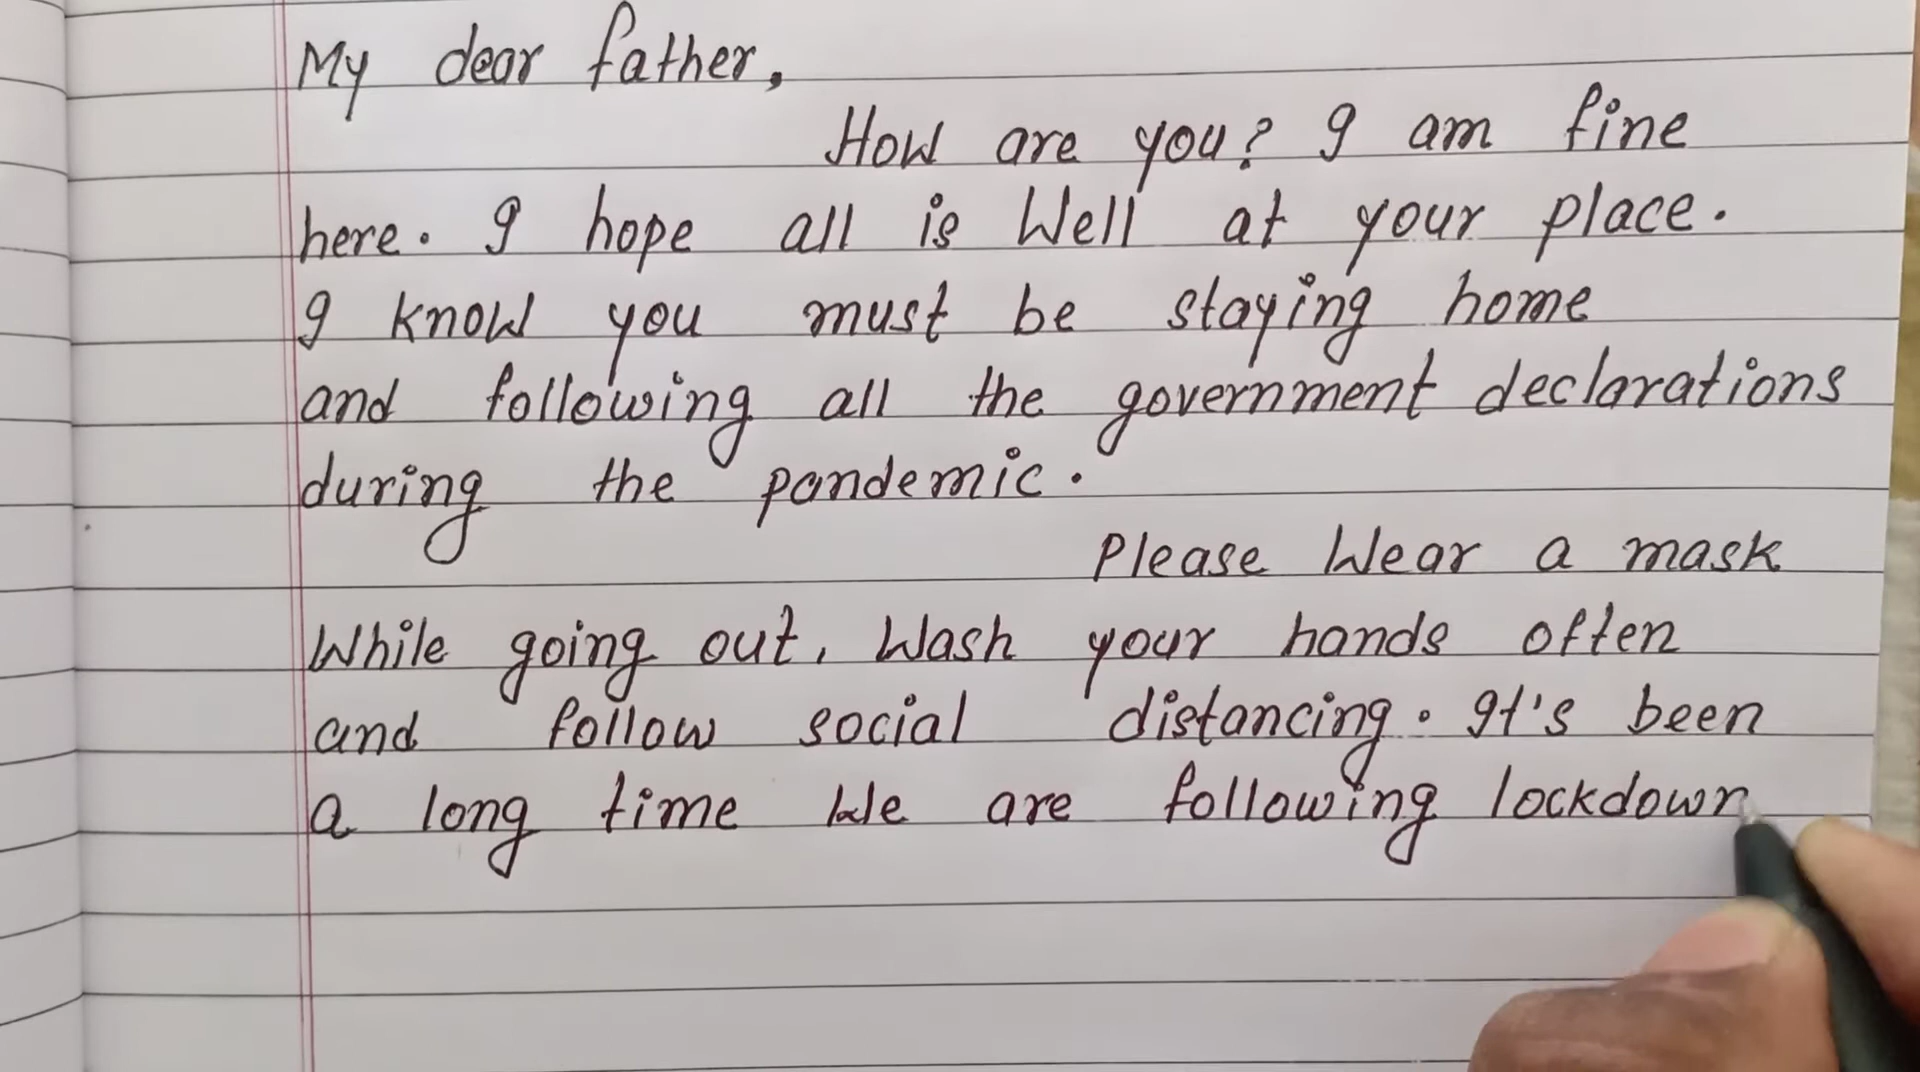 My dear father,
How are you? I am fine
here. I hope all is Well at your place.
I know you must be staying home
and following all the government declarations
during the pandemic.
Please Wear a mask
While going out, Wash your hands often
and follow social distancing. It's been
a long time We are following lockdown